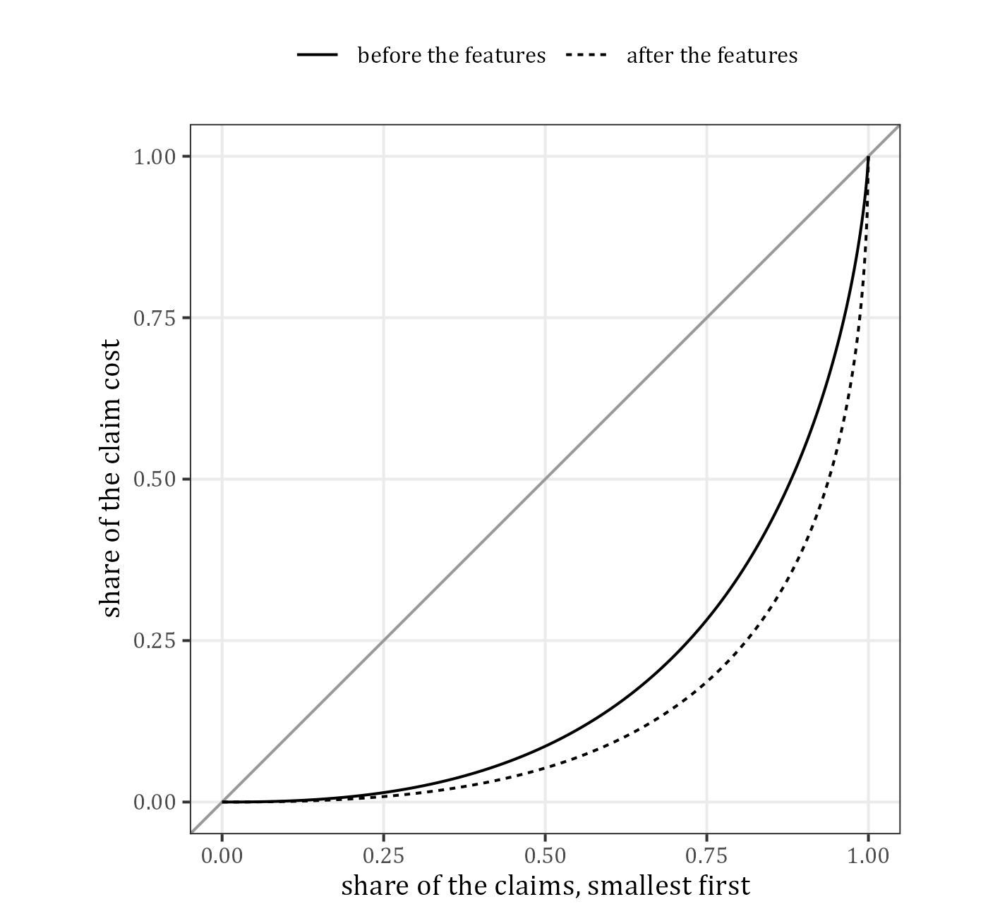 before the features
after the features
share of the claim cost
1.00
0.75
0.50
0.25
0.00
0.00
0.25
0.50
0.75
1.00
share of the claims, smallest first